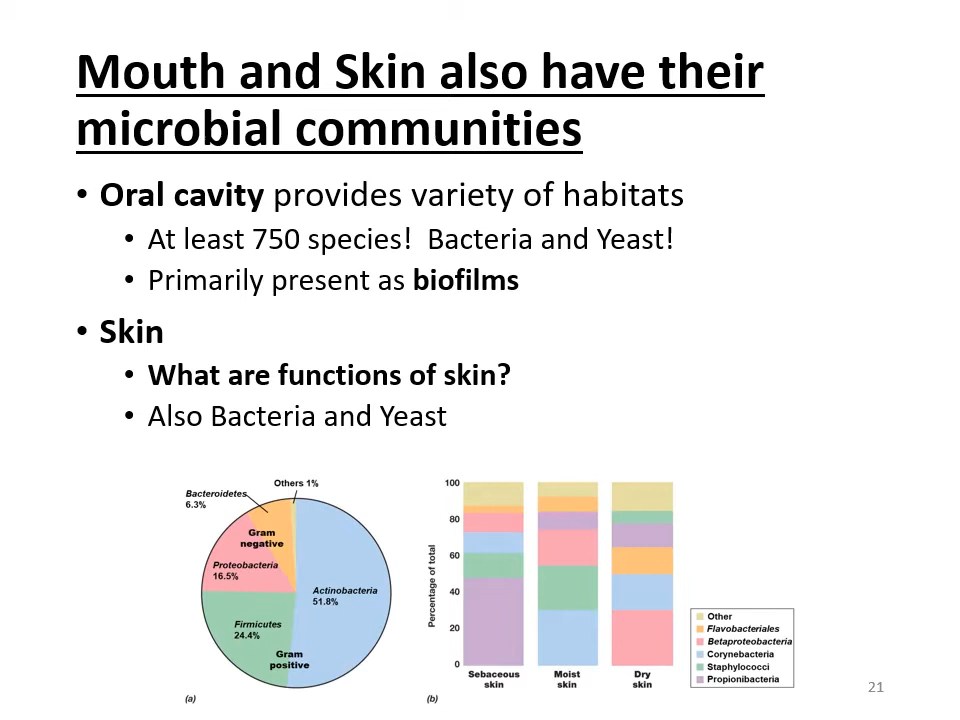 Mouth and Skin also have their
microbial communities
• Oral cavity provides variety of habitats
• At least 750 species!  Bacteria and Yeast!
• Primarily present as biofilms
• Skin
• What are functions of skin?
• Also Bacteria and Yeast
Others 1%
Bacteroidetes
6.3%
Gram
negative
Proteobacteria
16.5%
Actinobacteria
51.8%
Firmicutes
24.4%
Gram
positive
(a)
Percentage of total
100
80
60
40
20
0
Sebaceous
skin
Moist
skin
Dry
skin
Other
Flavobacteriales
Betaproteobacteria
Corynebacteria
Staphylococci
Propionibacteria
(b)
21